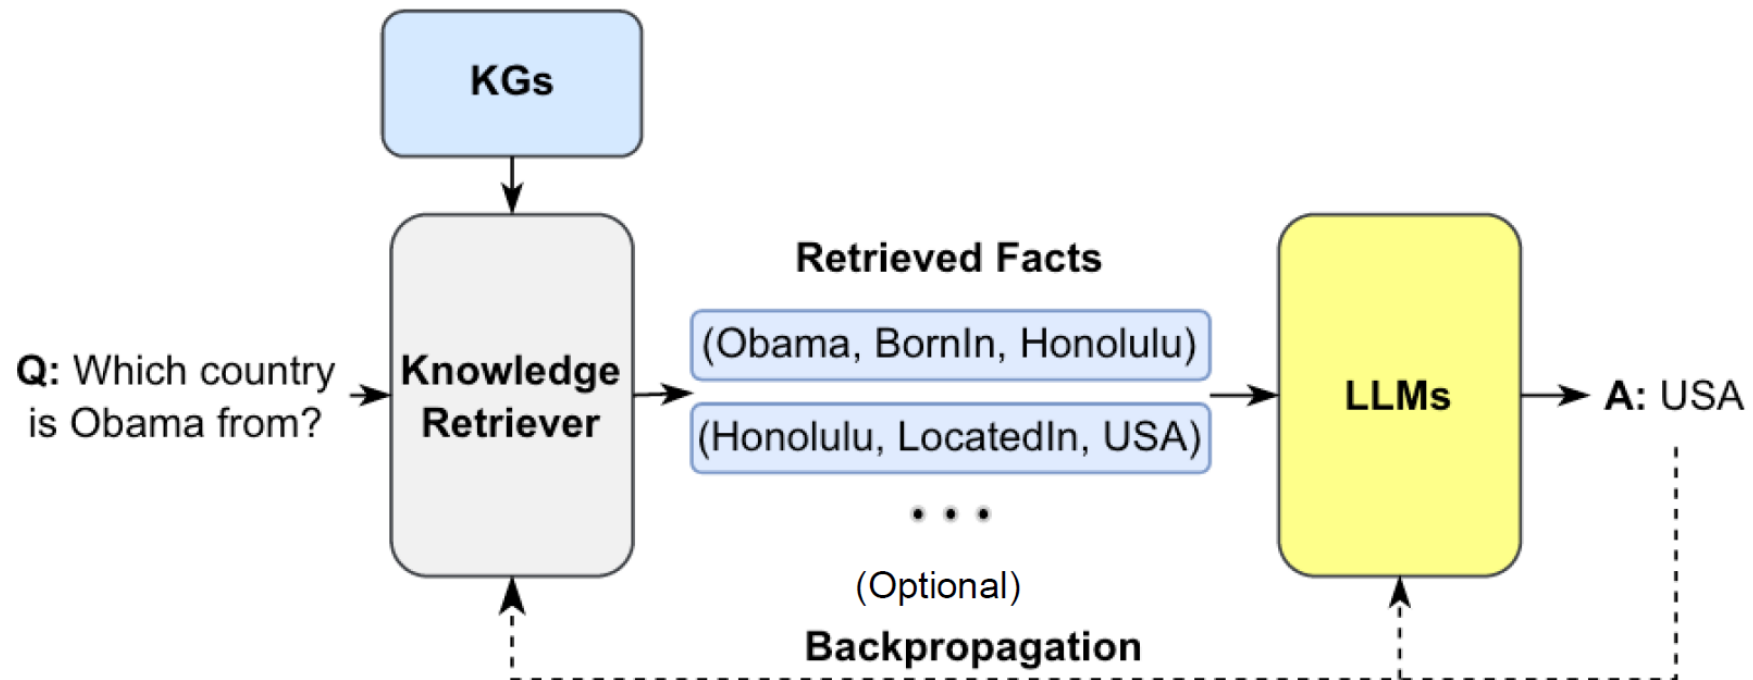 KGs
Q: Which country
is Obama from?
Knowledge
Retriever
Retrieved Facts
(Obama, BornIn, Honolulu)
(Honolulu, LocatedIn, USA)
...
(Optional)
Backpropagation
LLMs
A: USA